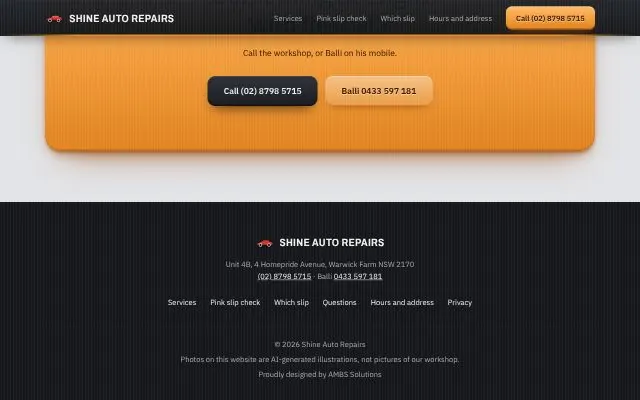 SHINE AUTO REPAIRS
Services Pink slip check Which slip Hours and address Call (02) 8798 5715
Call the workshop, or Balli on his mobile.
Call (02) 8798 5715 Balli 0433 597 181
SHINE AUTO REPAIRS
Unit 4B, 4 Homepride Avenue, Warwick Farm NSW 2170
(02) 8798 5715 · Balli 0433 597 181
Services Pink slip check Which slip Questions Hours and address Privacy
© 2026 Shine Auto Repairs
Photos on this website are AI-generated illustrations, not pictures of our workshop.
Proudly designed by AMBS Solutions